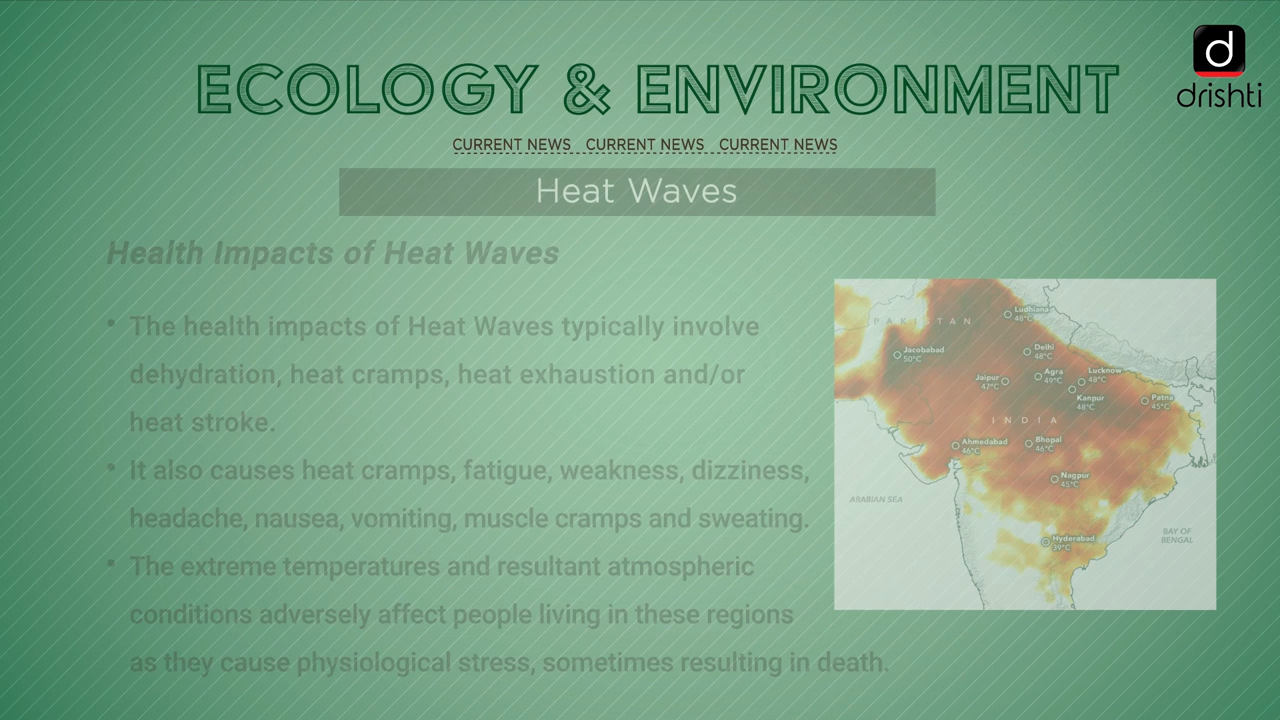 ECOLOGY & ENVIRONMENT
d
drishti
CURRENT NEWS CURRENT NEWS CURRENT NEWS
Heat Waves
Health Impacts of Heat Waves
• The health impacts of Heat Waves typically involve
dehydration, heat cramps, heat exhaustion and/or
heat stroke.
• It also causes heat cramps, fatigue, weakness, dizziness,
headache, nausea, vomiting, muscle cramps and sweating.
• The extreme temperatures and resultant atmospheric
conditions adversely affect people living in these regions
as they cause physiological stress, sometimes resulting in death.
Ludhiana
48°C
PAKISTAN
Jacobabad
50°C
Delhi
48°C
Jaipur
47°C
Agra
49°C
Lucknow
48°C
Kanpur
48°C
Patna
45°C
INDIA
Ahmedabad
46°C
Bhopal
46°C
Nagpur
45°C
ARABIAN SEA
BAY OF
BENGAL
Hyderabad
39°C